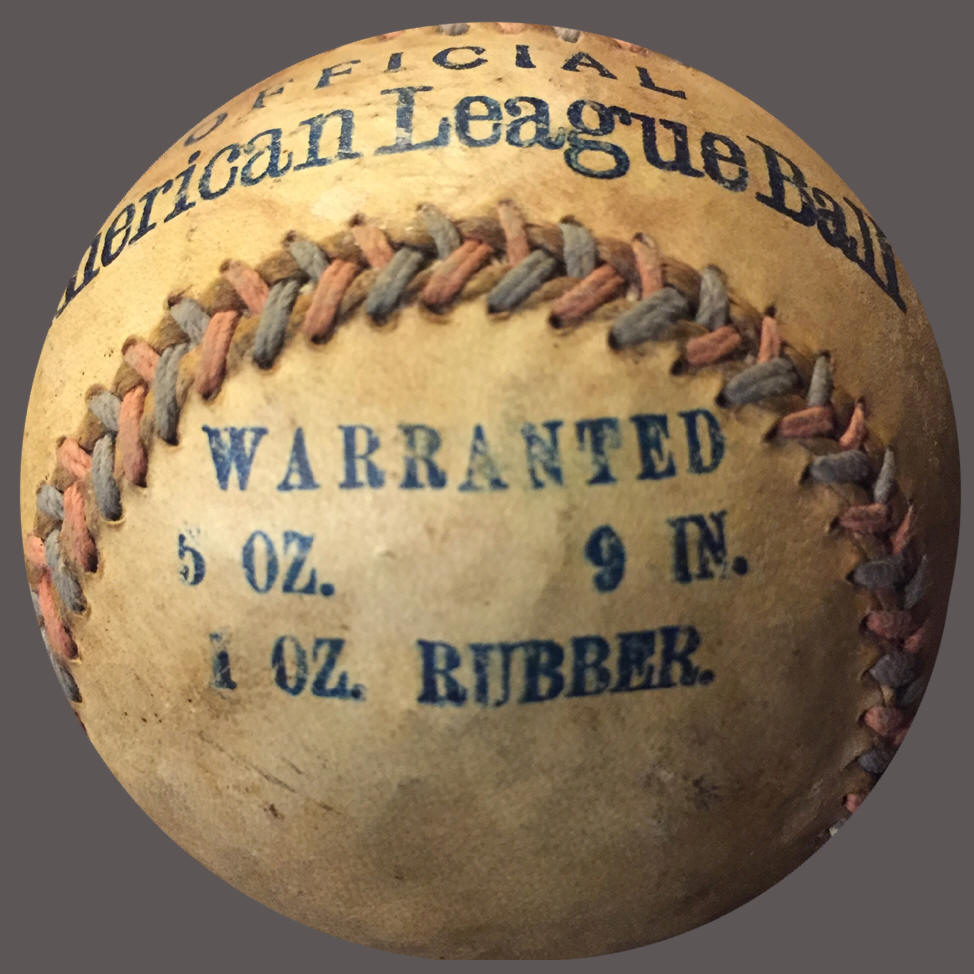 OFFICIAL
American League Ball
WARRANTED
5 OZ. 9 IN.
1 OZ. RUBBER.